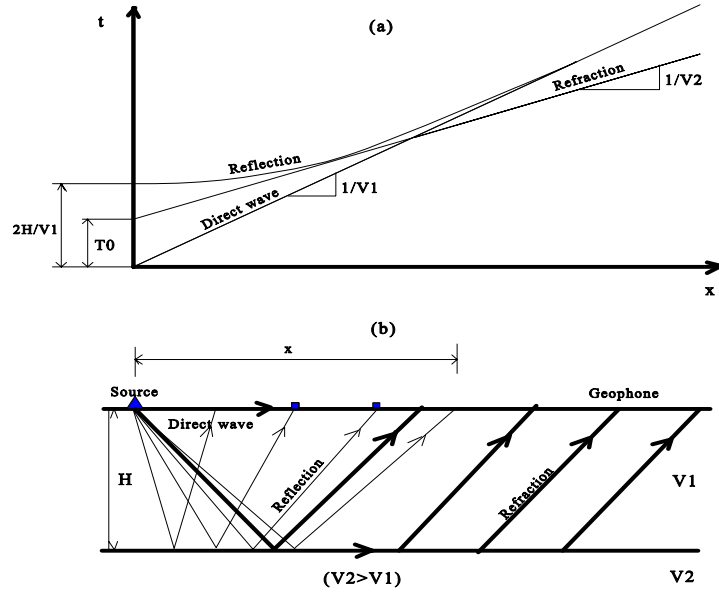 t
(a)
Refraction
1/V2
Reflection
1/V1
Direct wave
2H/V1
T0
x
(b)
x
Source
Geophone
Direct wave
H
Reflection
Refraction
V1
(V2>V1)
V2